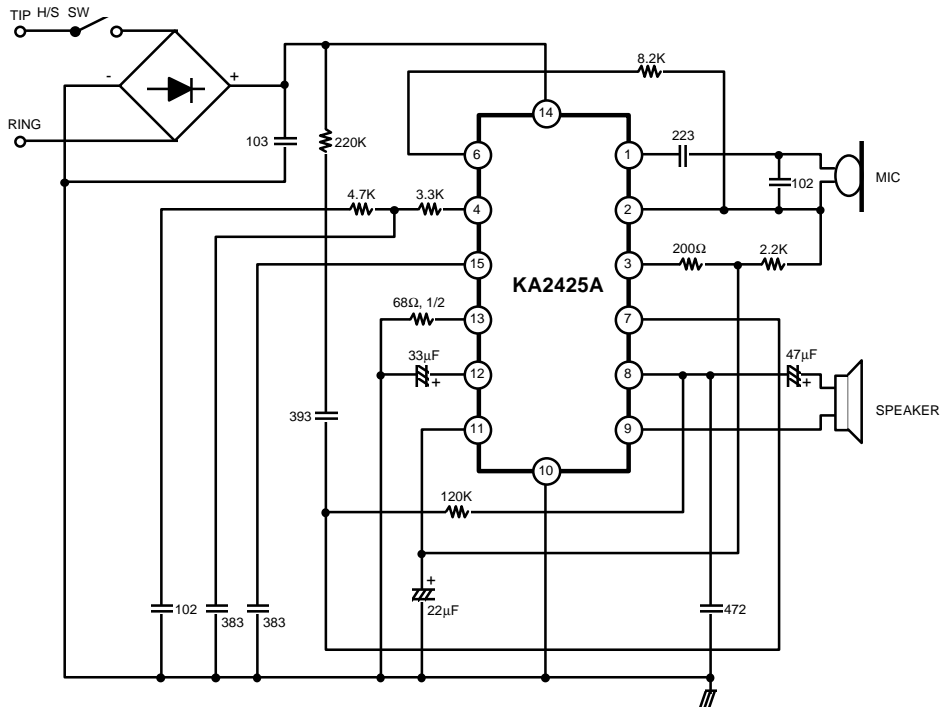 TIP H/S SW
8.2K
-
+
14
RING
103
220K
6
1
223
102
MIC
4.7K
3.3K
4
2
200Ω
2.2K
15
3
KA2425A
68Ω, 1/2
13
7
33µF
+
12
8
47µF
+
SPEAKER
393
11
9
10
120K
+
22µF
102
383
383
472